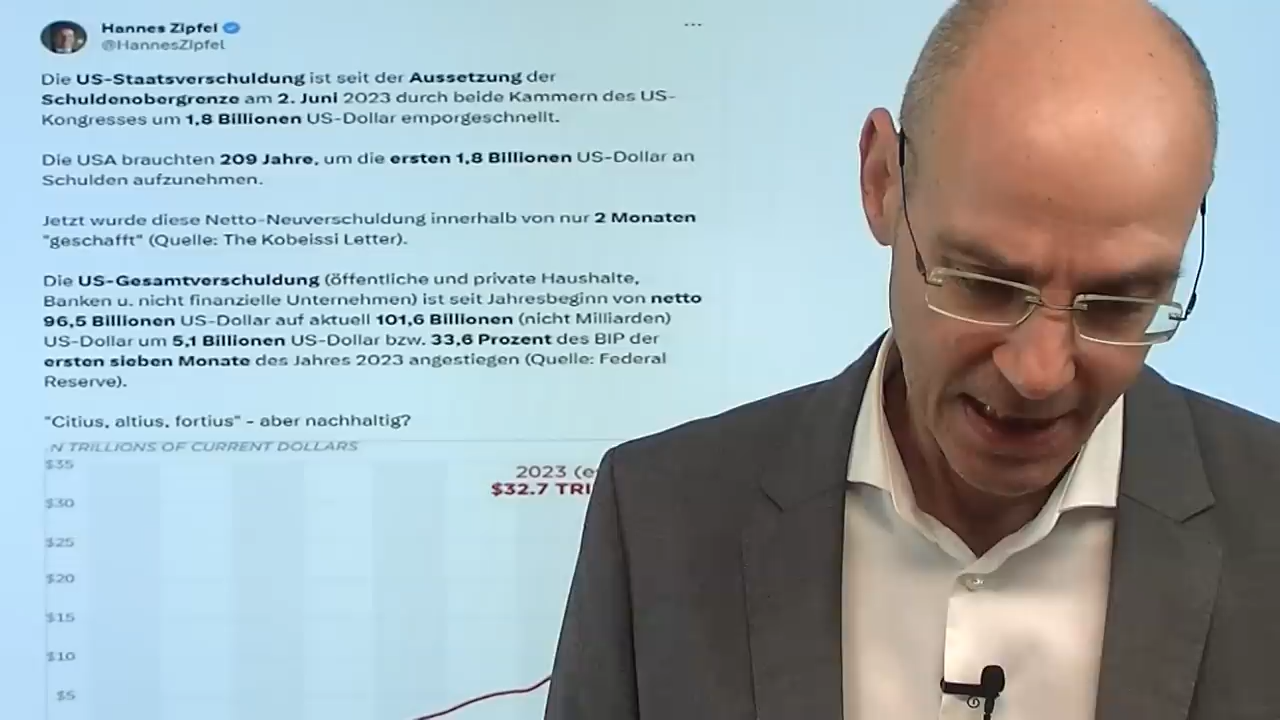 Hannes Zipfel
@HannesZipfel
Die US-Staatsverschuldung ist seit der Aussetzung der
Schuldenobergrenze am 2. Juni 2023 durch beide Kammern des US-
Kongresses um 1,8 Billionen US-Dollar emporgeschnellt.
Die USA brauchten 209 Jahre, um die ersten 1,8 Billionen US-Dollar an
Schulden aufzunehmen.
Jetzt wurde diese Netto-Neuverschuldung innerhalb von nur 2 Monaten
"geschafft" (Quelle: The Kobeissi Letter).
Die US-Gesamtverschuldung (öffentliche und private Haushalte,
Banken u. nicht finanzielle Unternehmen) ist seit Jahresbeginn von netto
96,5 Billionen US-Dollar auf aktuell 101,6 Billionen (nicht Milliarden)
US-Dollar um 5,1 Billionen US-Dollar bzw. 33,6 Prozent des BIP der
ersten sieben Monate des Jahres 2023 angestiegen (Quelle: Federal
Reserve).
"Citius, altius, fortius" - aber nachhaltig?
N TRILLIONS OF CURRENT DOLLARS
$35
2023 (e
$32.7 TRI
$30
$25
$20
$15
$10
$5